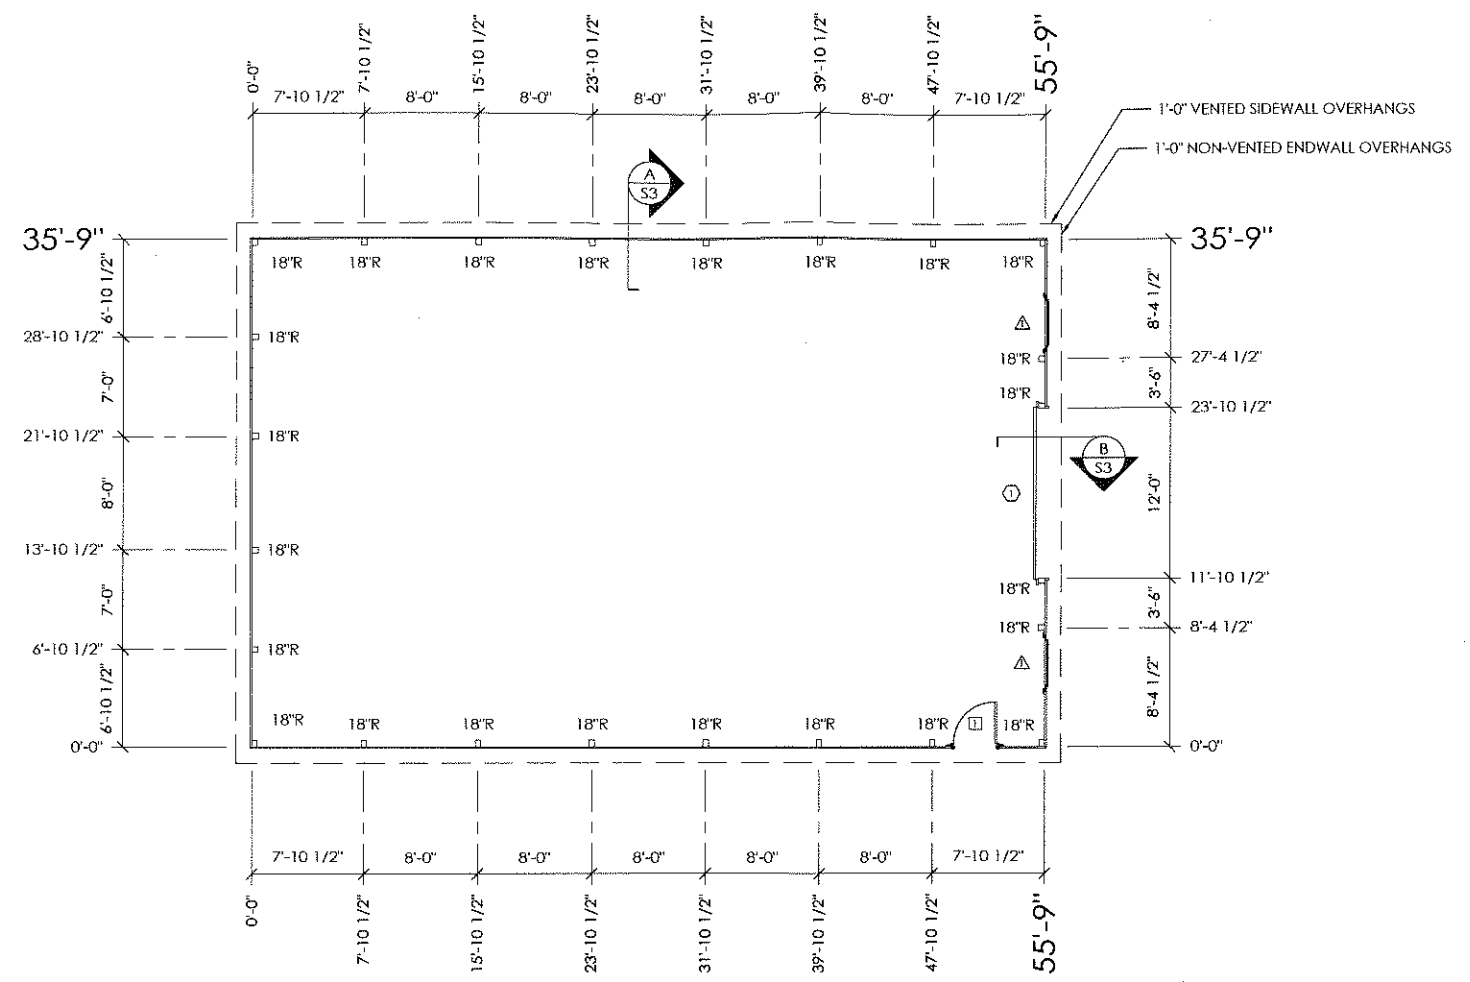 0'-0"
7'-10 1/2"
15'-10 1/2"
23'-10 1/2"
31'-10 1/2"
39'-10 1/2"
47'-10 1/2"
55'-9"
7'-10 1/2"
8'-0"
8'-0"
8'-0"
8'-0"
8'-0"
7'-10 1/2"
1'-0" VENTED SIDEWALL OVERHANGS
1'-0" NON-VENTED ENDWALL OVERHANGS
A
S3
35'-9"
35'-9"
18"R
18"R
18"R
18"R
18"R
18"R
18"R
18"R
6'-10 1/2"
8'-4 1/2"
1
28'-10 1/2"
18"R
18"R
27'-4 1/2"
7'-0"
18"R
3'-6"
23'-10 1/2"
21'-10 1/2"
18"R
B
S3
8'-0"
1
12'-0"
13'-10 1/2"
18"R
11'-10 1/2"
7'-0"
18"R
3'-6"
18"R
8'-4 1/2"
6'-10 1/2"
18"R
1
6'-10 1/2"
8'-4 1/2"
18"R
18"R
18"R
18"R
18"R
18"R
18"R
1
18"R
0'-0"
0'-0"
7'-10 1/2"
8'-0"
8'-0"
8'-0"
8'-0"
8'-0"
7'-10 1/2"
0'-0"
7'-10 1/2"
15'-10 1/2"
23'-10 1/2"
31'-10 1/2"
39'-10 1/2"
47'-10 1/2"
55'-9"